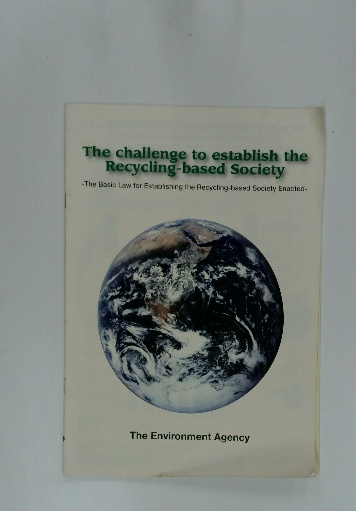 The challenge to establish the
Recycling-based Society
-The Basic Law for Establishing the Recycling-based Society Enacted-
The Environment Agency